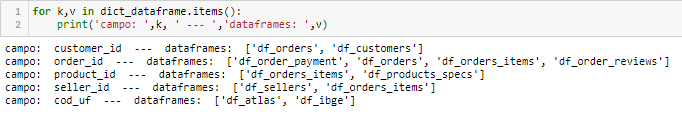 1 for k,v in dict_dataframe.items():
2     print('campo: ',k, ' --- ','dataframes: ',v)
campo:  customer_id  ---  dataframes:  ['df_orders', 'df_customers']
campo:  order_id  ---  dataframes:  ['df_order_payment', 'df_orders', 'df_orders_items', 'df_order_reviews']
campo:  product_id  ---  dataframes:  ['df_orders_items', 'df_products_specs']
campo:  seller_id  ---  dataframes:  ['df_sellers', 'df_orders_items']
campo:  cod_uf  ---  dataframes:  ['df_atlas', 'df_ibge']